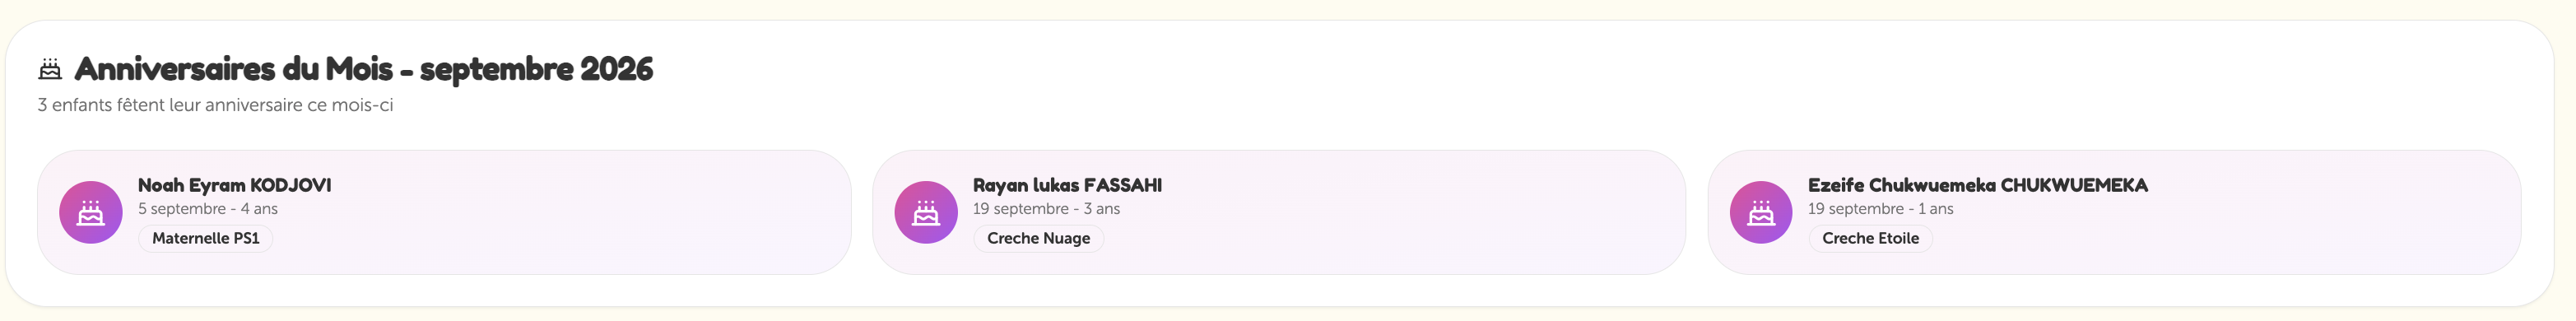 Anniversaires du Mois - septembre 2026
3 enfants fêtent leur anniversaire ce mois-ci
Noah Eyram KODJOVI
5 septembre - 4 ans
Maternelle PS1
Rayan lukas FASSAHI
19 septembre - 3 ans
Creche Nuage
Ezeife Chukwuemeka CHUKWUEMEKA
19 septembre - 1 ans
Creche Etoile